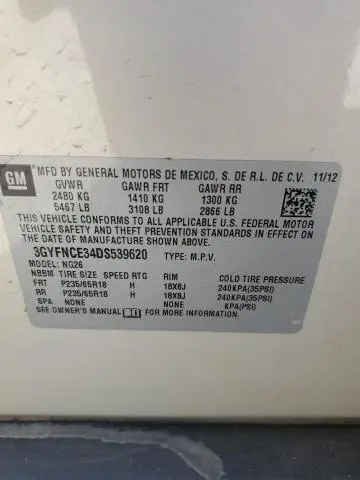 GM
MFD BY GENERAL MOTORS DE MEXICO, S. DE R.L. DE C.V. 11/12
GVWR GAWR FRT GAWR RR
2480 KG 1410 KG 1300 KG
5467 LB 3108 LB 2866 LB
THIS VEHICLE CONFORMS TO ALL APPLICABLE U.S. FEDERAL MOTOR
VEHICLE SAFETY AND THEFT PREVENTION STANDARDS IN EFFECT ON
THE DATE OF MANUFACTURE SHOWN ABOVE.
3GYFNCE34DS539620 TYPE: M.P.V.
MODEL: NG26
NBBM TIRE SIZE SPEED RTG RIM COLD TIRE PRESSURE
FRT P235/65R18 H 18X8J 240KPA(35PSI)
RR P235/65R18 H 18X8J 240KPA(35PSI)
SPA NONE NONE KPA(PSI)
SEE OWNER'S MANUAL FOR MORE INFORMATION.